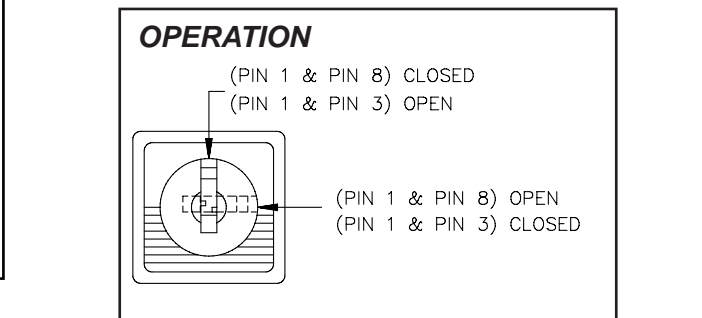 OPERATION
(PIN 1 & PIN 8) CLOSED
(PIN 1 & PIN 3) OPEN
(PIN 1 & PIN 8) OPEN
(PIN 1 & PIN 3) CLOSED